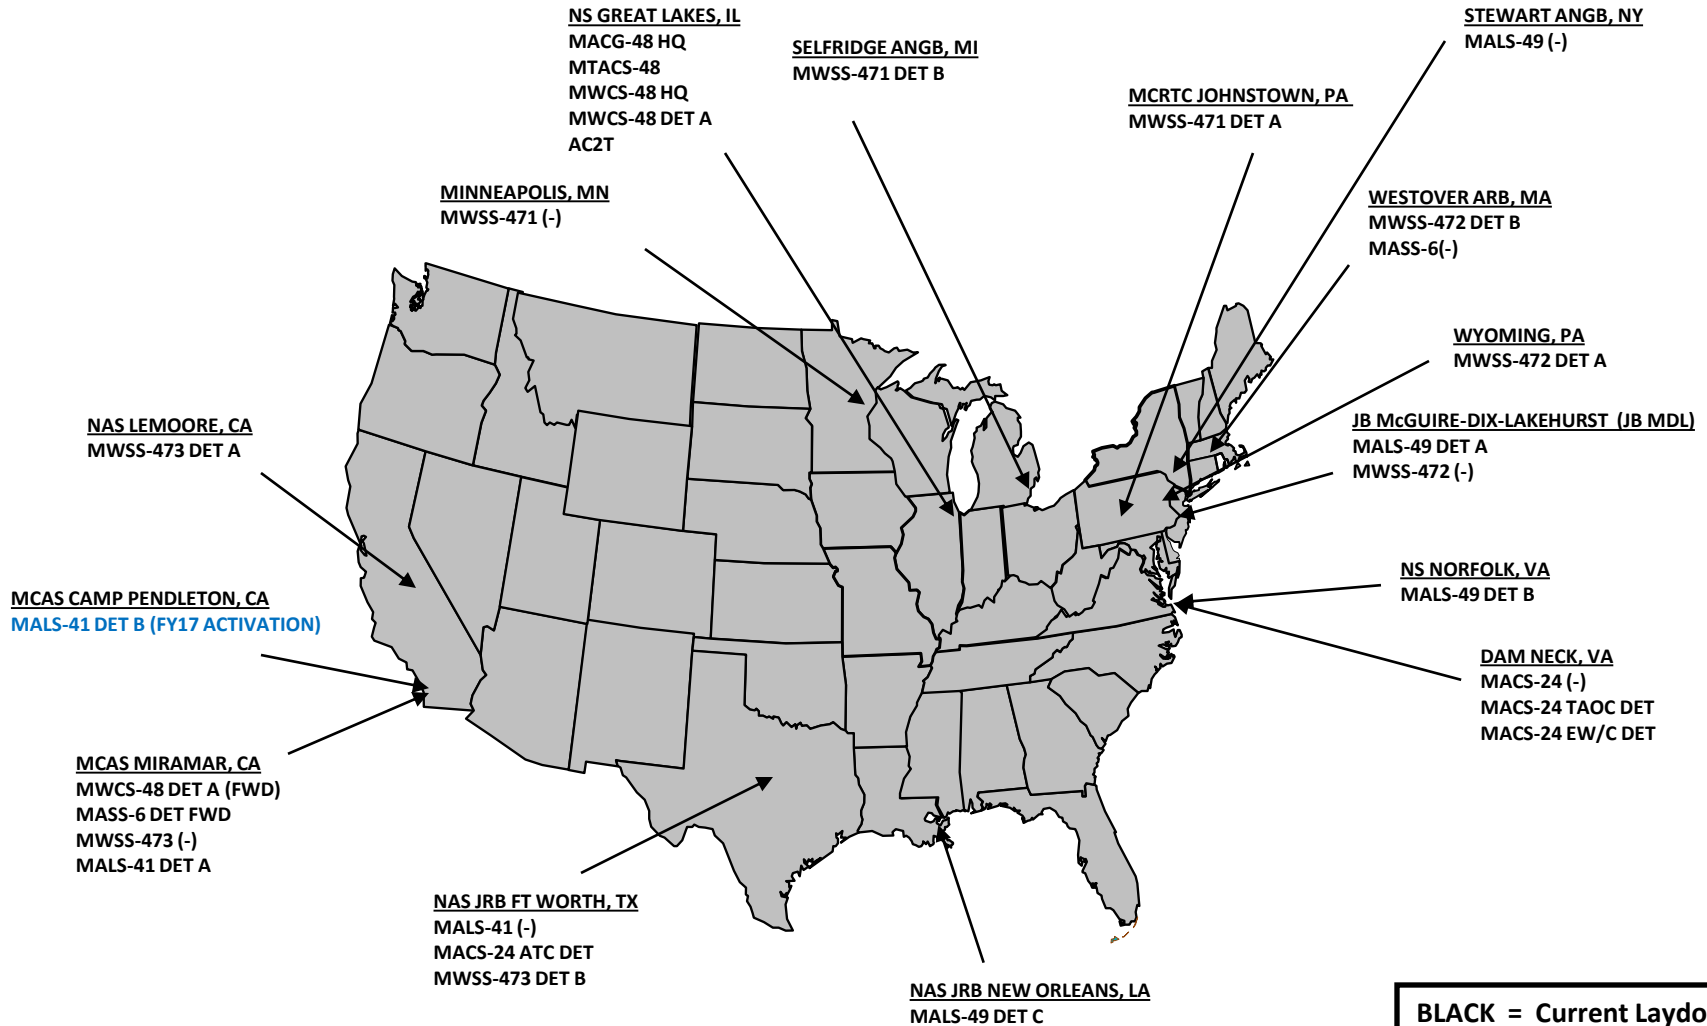 NS GREAT LAKES, IL
MACG-48 HQ
MTACS-48
MWCS-48 HQ
MWCS-48 DET A
AC2T
SELFRIDGE ANGB, MI
MWSS-471 DET B
STEWART ANGB, NY
MALS-49 (-)
MCRTC JOHNSTOWN, PA
MWSS-471 DET A
MINNEAPOLIS, MN
MWSS-471 (-)
WESTOVER ARB, MA
MWSS-472 DET B
MASS-6(-)
WYOMING, PA
MWSS-472 DET A
NAS LEMOORE, CA
MWSS-473 DET A
JB McGUIRE-DIX-LAKEHURST (JB MDL)
MALS-49 DET A
MWSS-472 (-)
NS NORFOLK, VA
MALS-49 DET B
MCAS CAMP PENDLETON, CA
MALS-41 DET B (FY17 ACTIVATION)
DAM NECK, VA
MACS-24 (-)
MACS-24 TAOC DET
MACS-24 EW/C DET
MCAS MIRAMAR, CA
MWCS-48 DET A (FWD)
MASS-6 DET FWD
MWSS-473 (-)
MALS-41 DET A
NAS JRB FT WORTH, TX
MALS-41 (-)
MACS-24 ATC DET
MWSS-473 DET B
NAS JRB NEW ORLEANS, LA
MALS-49 DET C
BLACK = Current Laydo